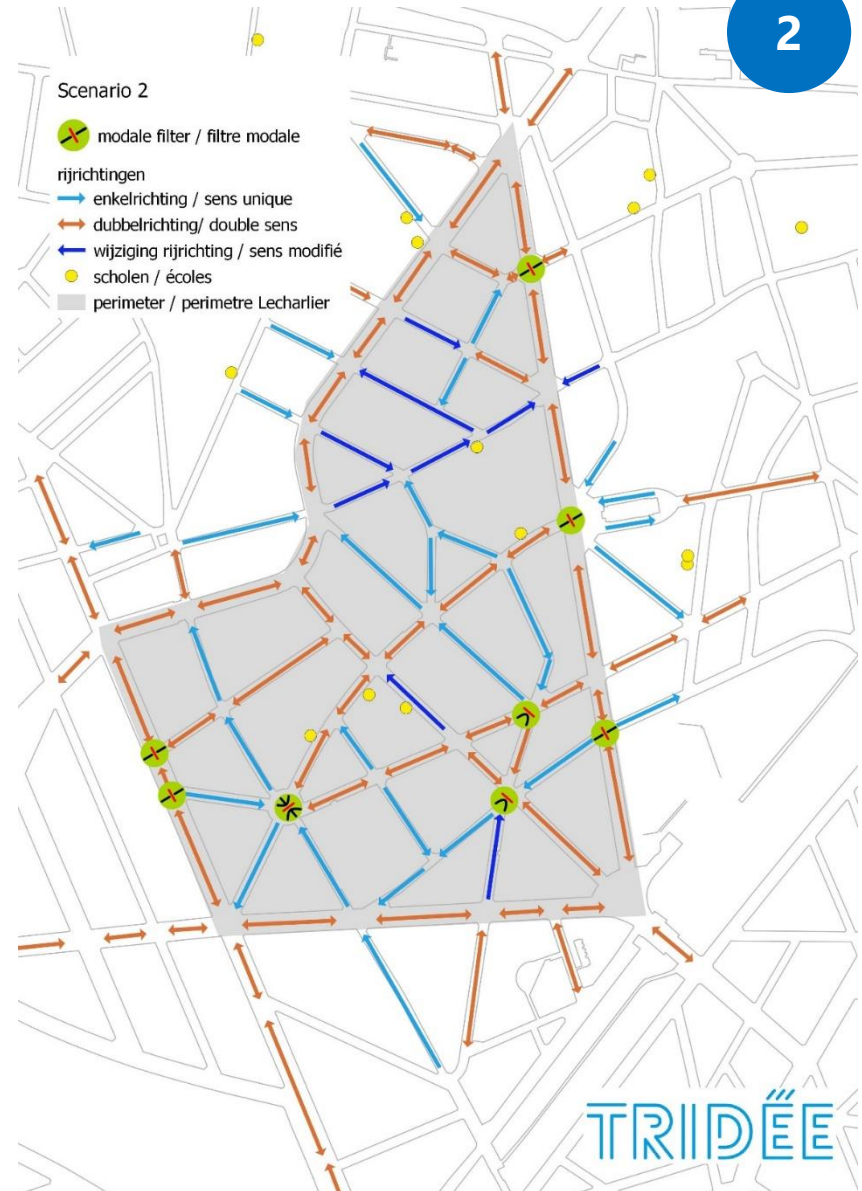 2
Scenario 2
modale filter / filtre modale
rijrichtingen
enkelrichting / sens unique
dubbelrichting/ double sens
wijziging rijrichting / sens modifié
scholen / écoles
perimeter / perimetre Lecharlier
TRIDËE